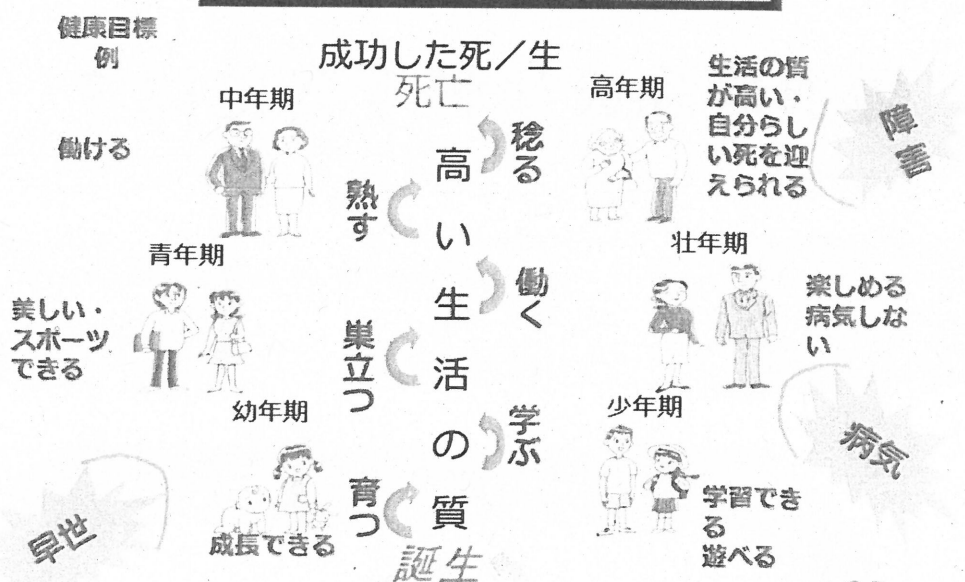 健康目標
例
成功した死／生
死亡
中年期
高年期
生活の質
が高い・
自分らし
い死を迎
えられる
障害
働ける
稔る
熟す
高い生活の質
青年期
壮年期
働く
美しい・
スポーツ
できる
楽しめる
病気しな
い
巣立つ
幼年期
少年期
学ぶ
病気
育つ
学習でき
る
遊べる
早世
成長できる
誕生